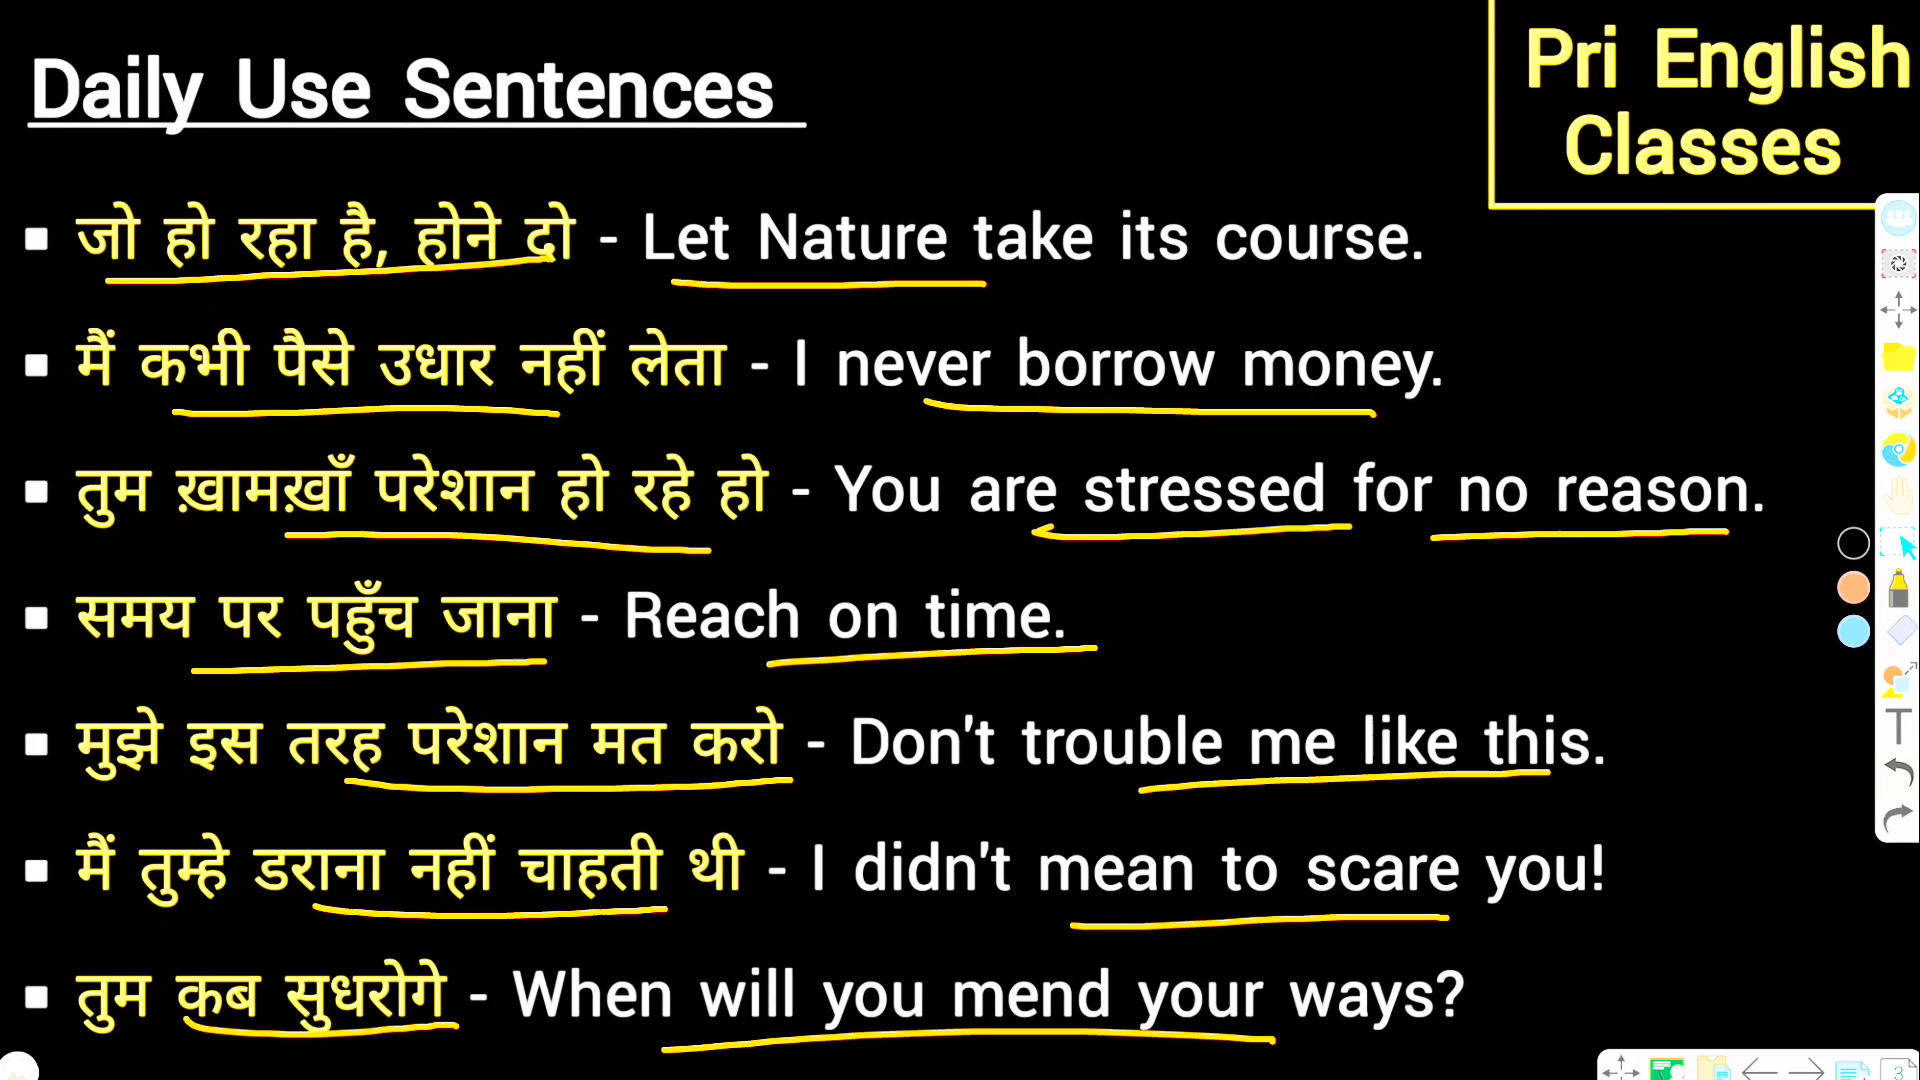 Daily Use Sentences
Pri English
Classes
▪ जो हो रहा है, होने दो - Let Nature take its course.
▪ मैं कभी पैसे उधार नहीं लेता - I never borrow money.
▪ तुम ख़ामख़ाँ परेशान हो रहे हो - You are stressed for no reason.
▪ समय पर पहुँच जाना - Reach on time.
▪ मुझे इस तरह परेशान मत करो - Don't trouble me like this.
▪ मैं तुम्हे डराना नहीं चाहती थी - I didn't mean to scare you!
▪ तुम कब सुधरोगे - When will you mend your ways?
T
3